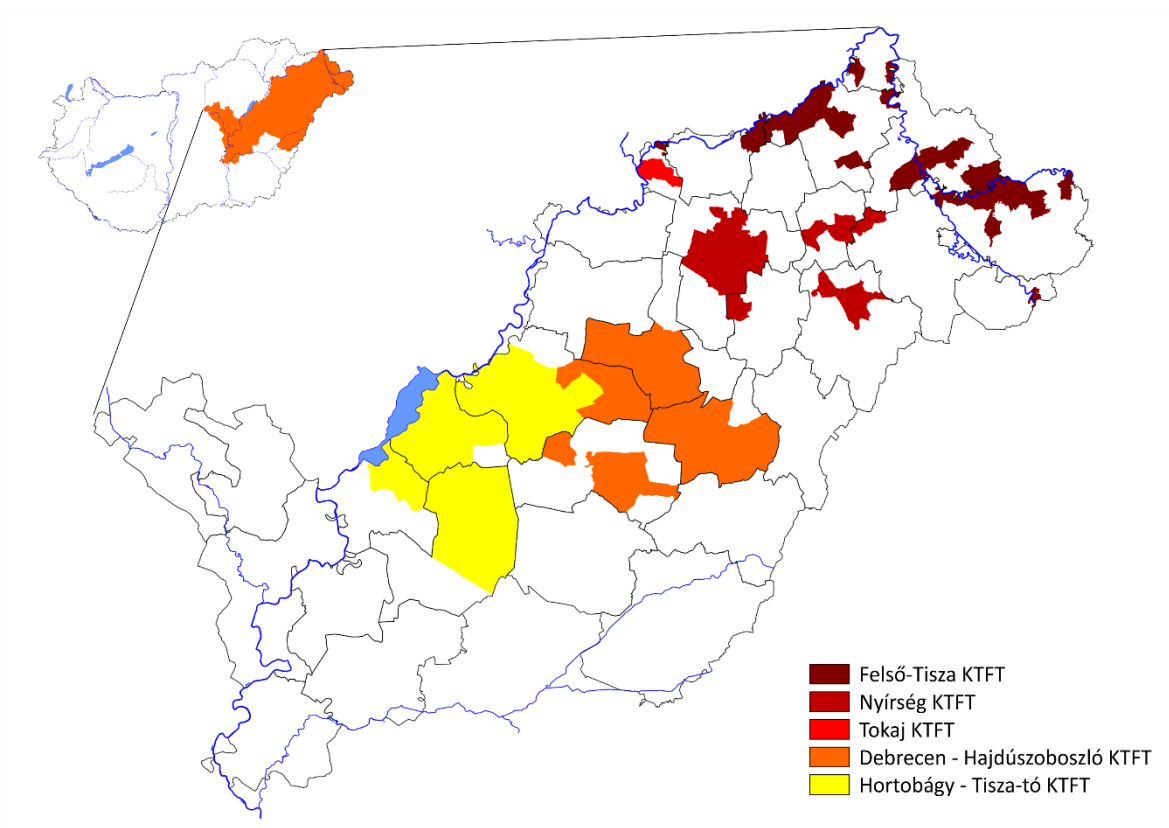 Felső-Tisza KTFT
Nyírség KTFT
Tokaj KTFT
Debrecen - Hajdúszoboszló KTFT
Hortobágy - Tisza-tó KTFT